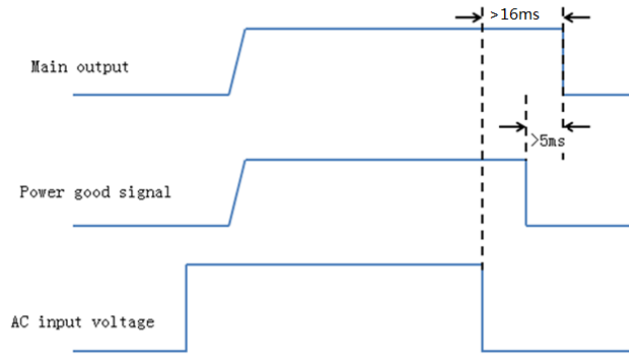 >16ms
Main output
>5ms
Power good signal
AC input voltage